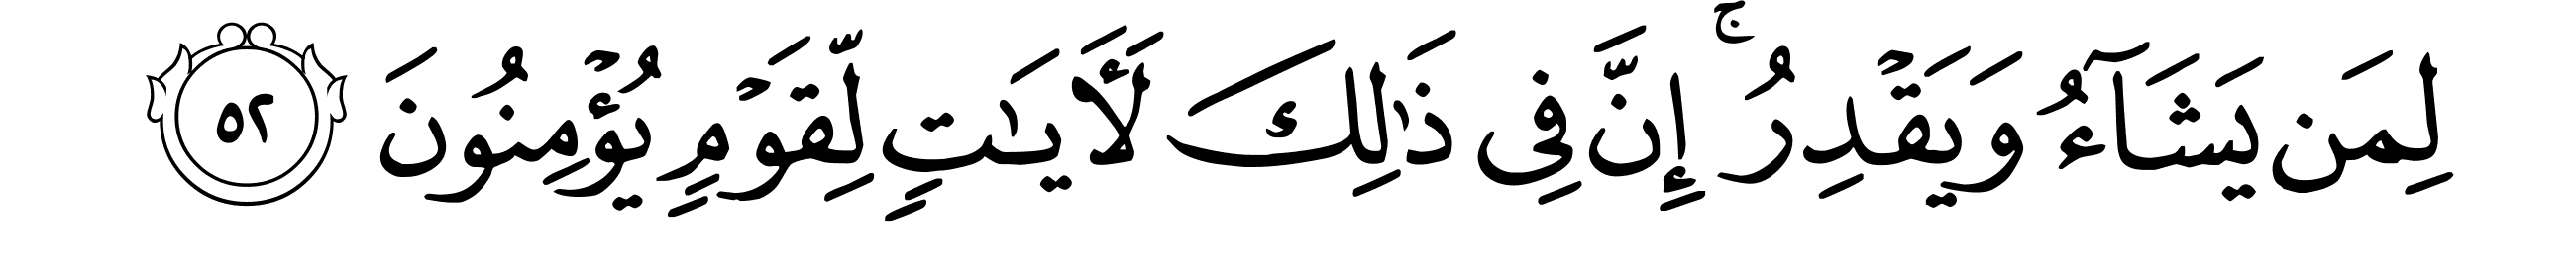 لِمَن يَشَآءُ وَيَقْدِرُ ۚ إِنَّ فِى ذَٰلِكَ لَأَيَـٰتٍ لِّقَوْمٍ يُؤْمِنُونَ ٥٢